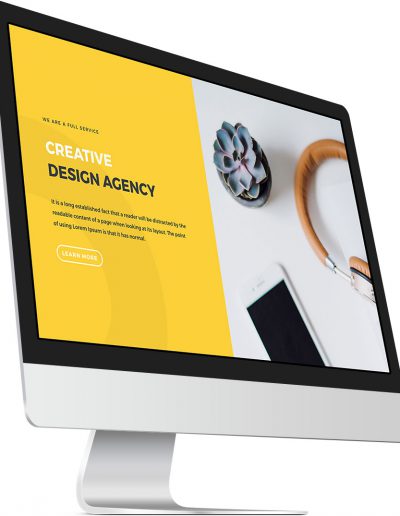 WE ARE A FULL SERVICE
CREATIVE
DESIGN AGENCY
It is a long established fact that a reader will be distracted by the
readable content of a page when looking at its layout. The point
of using Lorem Ipsum is that it has normal.
LEARN MORE